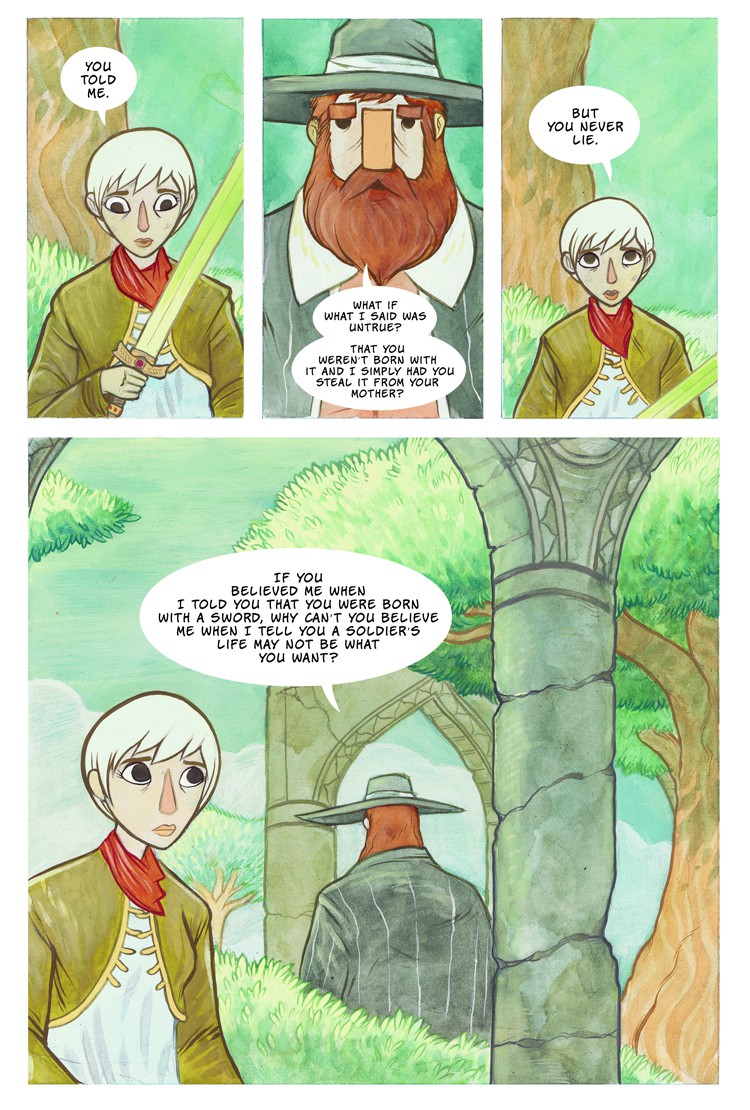 YOU
TOLD
ME.
WHAT IF
WHAT I SAID WAS
UNTRUE?
THAT YOU
WEREN'T BORN WITH
IT AND I SIMPLY HAD YOU
STEAL IT FROM YOUR
MOTHER?
BUT
YOU NEVER
LIE.
IF YOU
BELIEVED ME WHEN
I TOLD YOU THAT YOU WERE BORN
WITH A SWORD, WHY CAN'T YOU BELIEVE
ME WHEN I TELL YOU A SOLDIER'S
LIFE MAY NOT BE WHAT
YOU WANT?